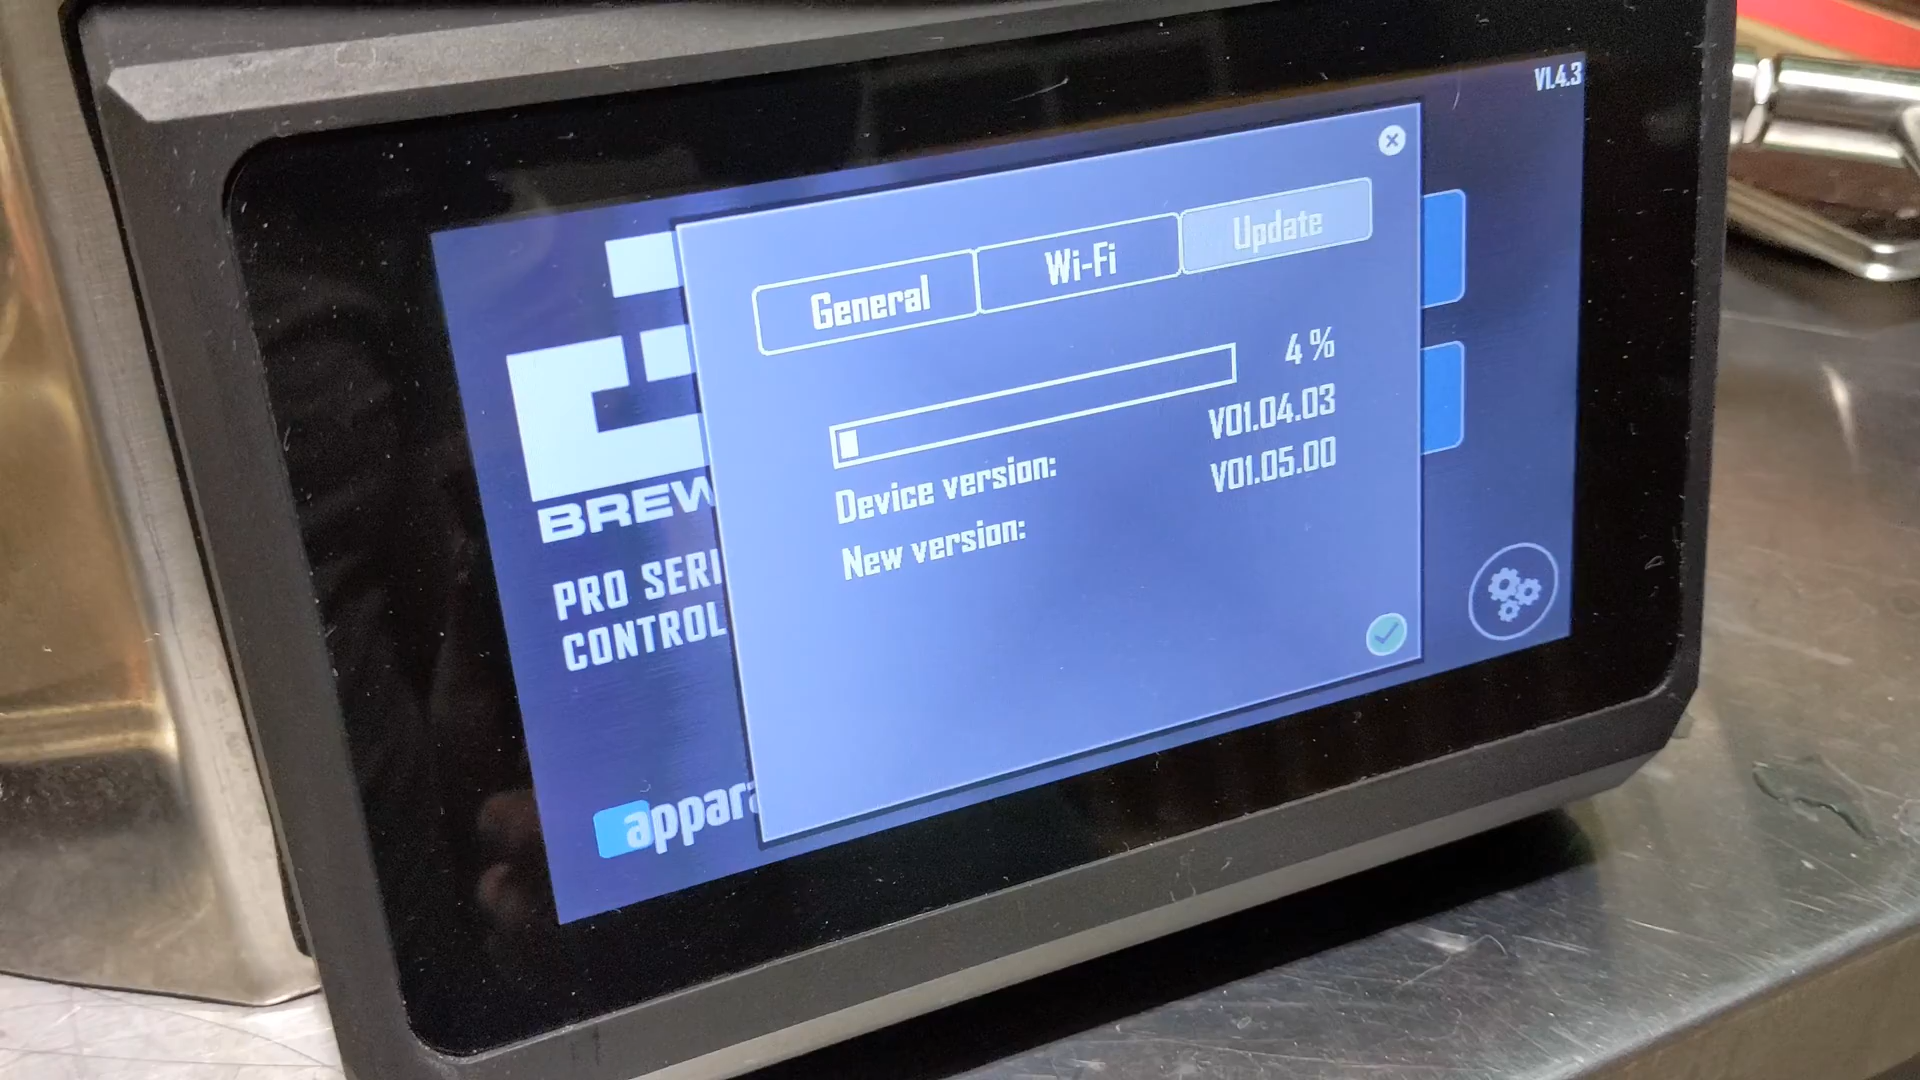 V1.4.3
General
Wi-Fi
Update
4 %
Device version: V01.04.03
New version: V01.05.00
BREW
PRO SERI
CONTROL
appara